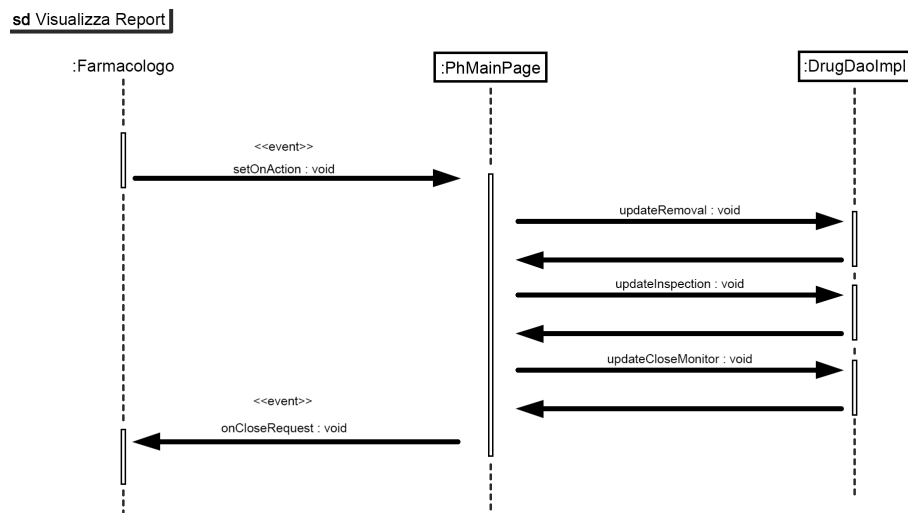 sd Visualizza Report
:Farmacologo
:PhMainPage
:DrugDaoImpl
<<event>>
setOnAction : void
updateRemoval : void
updateInspection : void
updateCloseMonitor : void
<<event>>
onCloseRequest : void